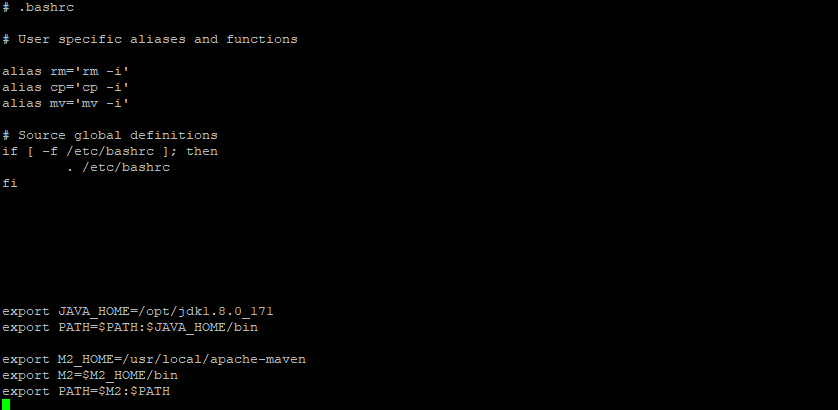 # .bashrc
# User specific aliases and functions
alias rm='rm -i'
alias cp='cp -i'
alias mv='mv -i'
# Source global definitions
if [ -f /etc/bashrc ]; then
        . /etc/bashrc
fi
export JAVA_HOME=/opt/jdk1.8.0_171
export PATH=$PATH:$JAVA_HOME/bin
export M2_HOME=/usr/local/apache-maven
export M2=$M2_HOME/bin
export PATH=$M2:$PATH